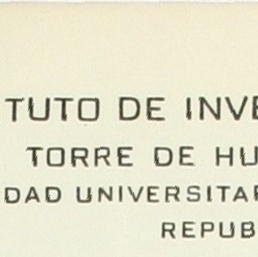 TUTO DE INVE
TORRE DE HU
DAD UNIVERSITAR
REPUB